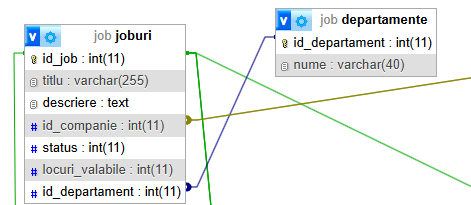 job joburi
id_job : int(11)
titlu : varchar(255)
descriere : text
# id_companie : int(11)
# status : int(11)
# locuri_valabile : int(11)
# id_departament : int(11)
job departamente
id_departament : int(11)
nume : varchar(40)